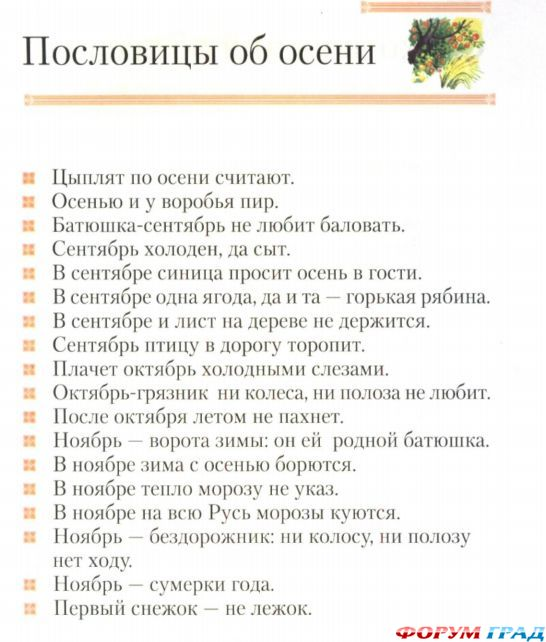 Пословицы об осени
Цыплят по осени считают.
Осенью и у воробья пир.
Батюшка-сентябрь не любит баловать.
Сентябрь холоден, да сыт.
В сентябре синица просит осень в гости.
В сентябре одна ягода, да и та — горькая рябина.
В сентябре и лист на дереве не держится.
Сентябрь птицу в дорогу торопит.
Плачет октябрь холодными слезами.
Октябрь-грязник ни колеса, ни полоза не любит.
После октября летом не пахнет.
Ноябрь — ворота зимы: он ей родной батюшка.
В ноябре зима с осенью борются.
В ноябре тепло морозу не указ.
В ноябре на всю Русь морозы куются.
Ноябрь — бездорожник: ни колосу, ни полозу
нет ходу.
Ноябрь — сумерки года.
Первый снежок — не лежок.
ФОРУМ ГРАД